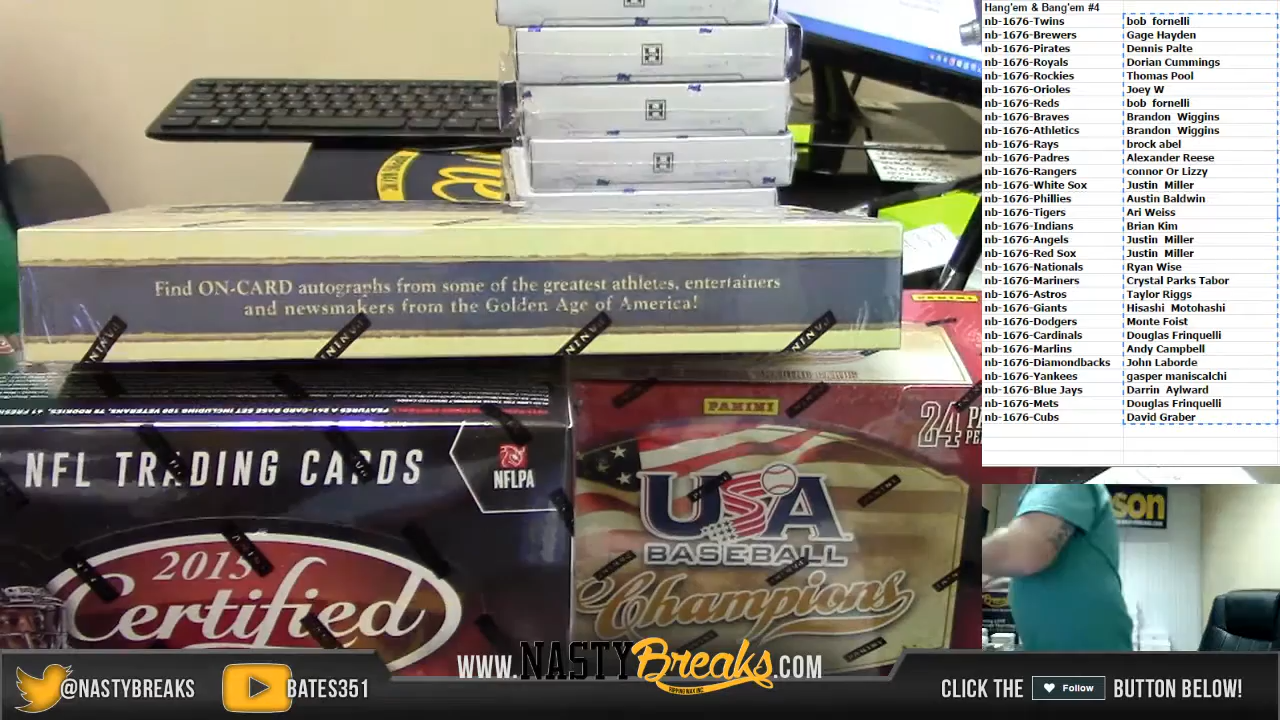 Hang'em & Bang'em #4
nb-1676-Twins bob fornelli
nb-1676-Brewers Gage Hayden
nb-1676-Pirates Dennis Palte
nb-1676-Royals Dorian Cummings
nb-1676-Rockies Thomas Pool
nb-1676-Orioles Joey W
nb-1676-Reds bob fornelli
nb-1676-Braves Brandon Wiggins
nb-1676-Athletics Brandon Wiggins
nb-1676-Rays brock abel
nb-1676-Padres Alexander Reese
nb-1676-Rangers connor Or Lizzy
nb-1676-White Sox Justin Miller
nb-1676-Phillies Austin Baldwin
nb-1676-Tigers Ari Weiss
nb-1676-Indians Brian Kim
nb-1676-Angels Justin Miller
nb-1676-Red Sox Justin Miller
nb-1676-Nationals Ryan Wise
nb-1676-Mariners Crystal Parks Tabor
nb-1676-Astros Taylor Riggs
nb-1676-Giants Hisashi Motohashi
nb-1676-Dodgers Monte Foist
nb-1676-Cardinals Douglas Frinquelli
nb-1676-Marlins Andy Campbell
nb-1676-Diamondbacks John Laborde
nb-1676-Yankees gasper maniscalchi
nb-1676-Blue Jays Darrin Aylward
nb-1676-Mets Douglas Frinquelli
nb-1676-Cubs David Graber
Find ON-CARD autographs from some of the greatest athletes, entertainers
and newsmakers from the Golden Age of America!
NFL TRADING CARDS
NFLPA
2015
Certified
PANINI
24
USA
BASEBALL
Champions
son
@NASTYBREAKS
BATES351
WWW.NASTYBreaks.COM
CLICK THE Follow BUTTON BELOW!